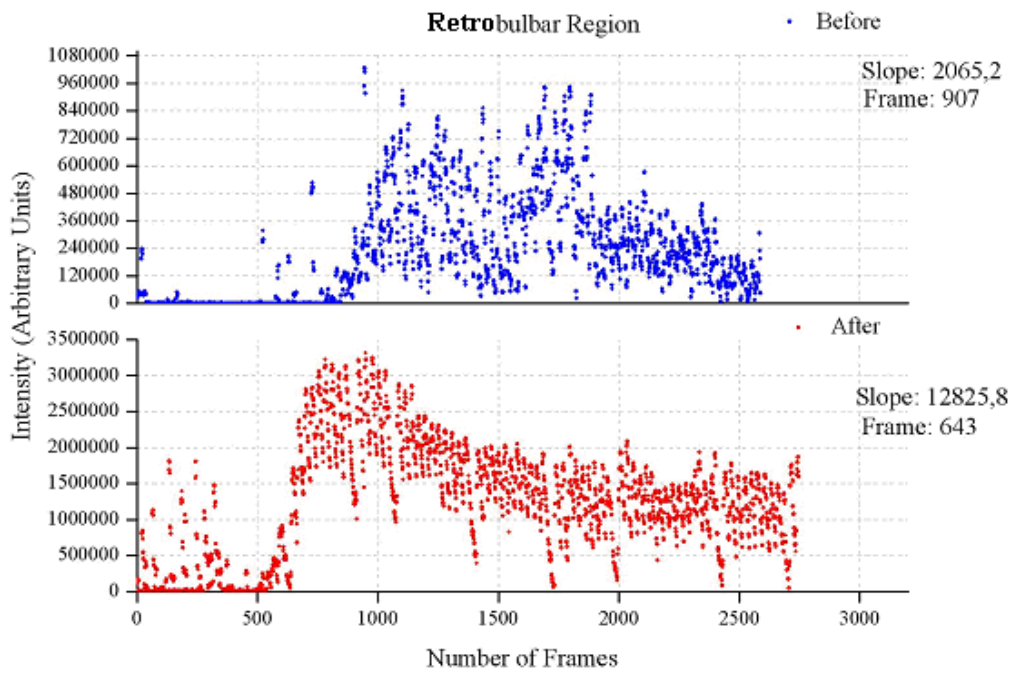 Retrobulbar Region
Before
Slope: 2065,2
Frame: 907
1080000
960000
840000
720000
600000
480000
360000
240000
120000
0
Intensity (Arbitrary Units)
After
Slope: 12825,8
Frame: 643
3500000
3000000
2500000
2000000
1500000
1000000
500000
0
0 500 1000 1500 2000 2500 3000
Number of Frames